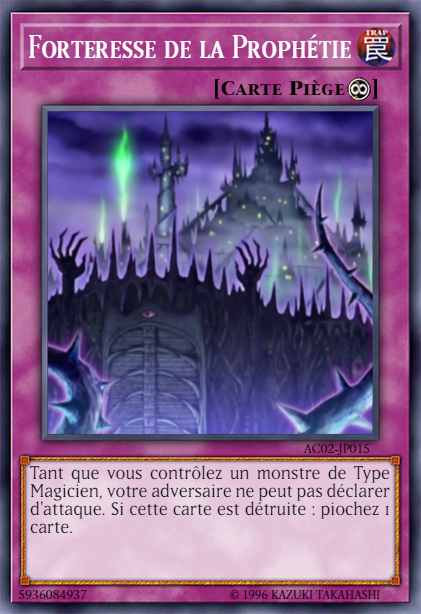 Forteresse de la Prophétie
TRAP
罠
[Carte Piège]
AC02-JP015
Tant que vous contrôlez un monstre de Type
Magicien, votre adversaire ne peut pas déclarer
d'attaque. Si cette carte est détruite : piochez 1
carte.
5936084937
© 1996 KAZUKI TAKAHASHI